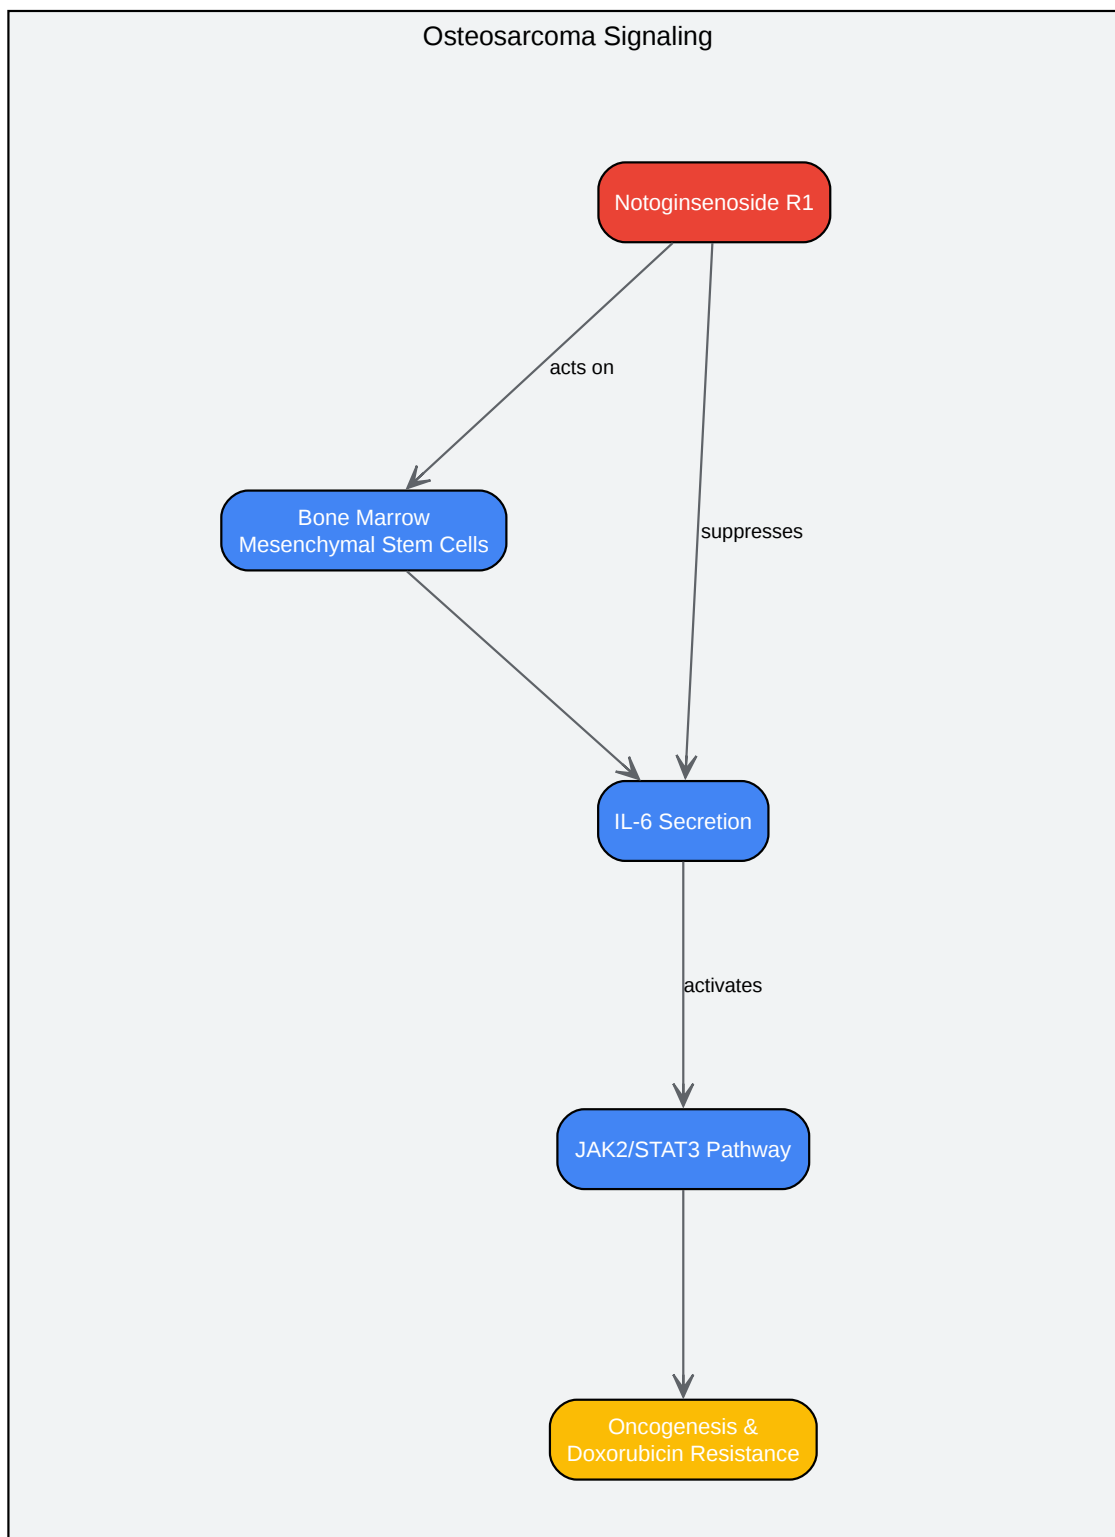 Osteosarcoma Signaling
Notoginsenoside R1
acts on
Bone Marrow
Mesenchymal Stem Cells
suppresses
IL-6 Secretion
activates
JAK2/STAT3 Pathway
Oncogenesis &
Doxorubicin Resistance